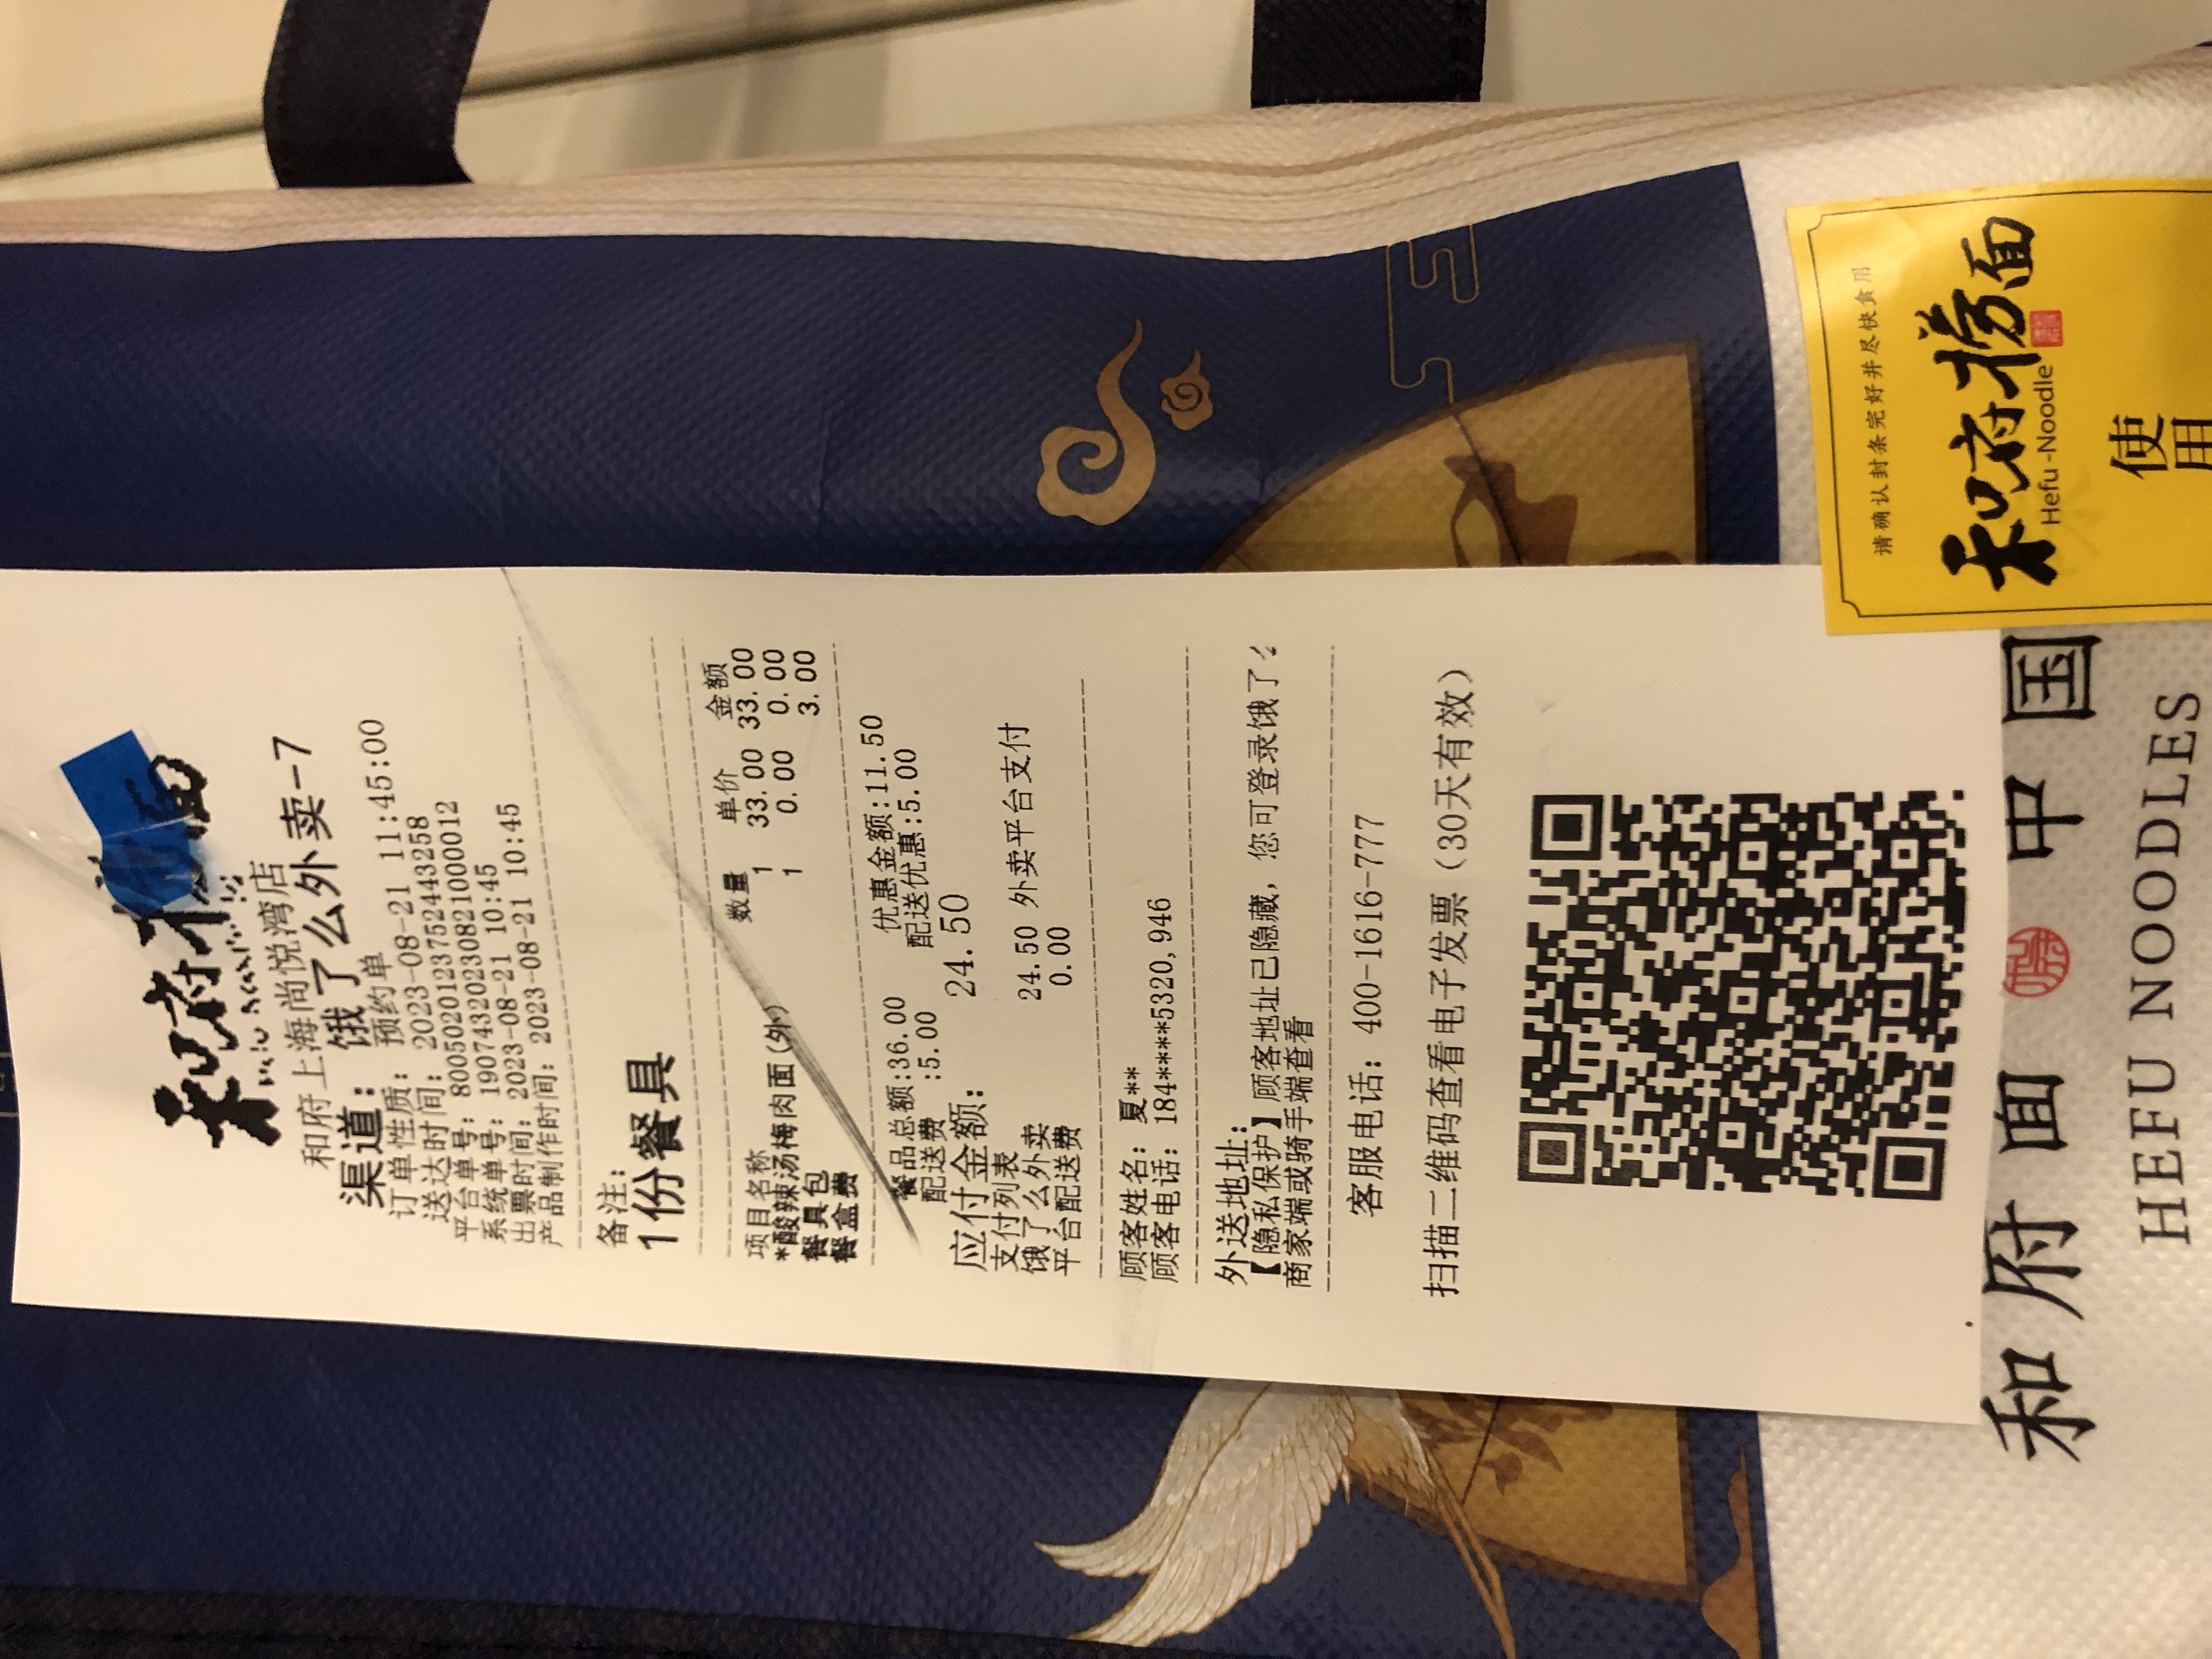 和府捞面
和府上海尚悦湾店
渠道: 饿了么外卖-7
订单性质: 预约单
送达时间: 2023-08-21 11:45:00
平台单号: 8005020123752443258
系统单号: 190743202308210000012
出票时间: 2023-08-21 10:45
产品制作时间: 2023-08-21 10:45
备注:
1份餐具
项目名称 数量 单价 金额
*酸辣汤梅肉面(外) 1 33.00 33.00
餐具包 1 0.00 0.00
餐盒费 3.00
餐品总额:36.00 优惠金额:11.50
配送费 :5.00 配送优惠:5.00
应付金额: 24.50
支付列表
饿了么外卖 24.50 外卖平台支付
平台配送费 0.00
顾客姓名: 夏**
顾客电话: 184****5320,946
外送地址:
【隐私保护】顾客地址已隐藏, 您可登录饿了么
商家端或骑手端查看
客服电话: 400-1616-777
扫描二维码查看电子发票(30天有效)
请确认封条完好并尽快食用
和府捞面
Hefu-Noodle
使
用
和府面中国
HEFU NOODLES